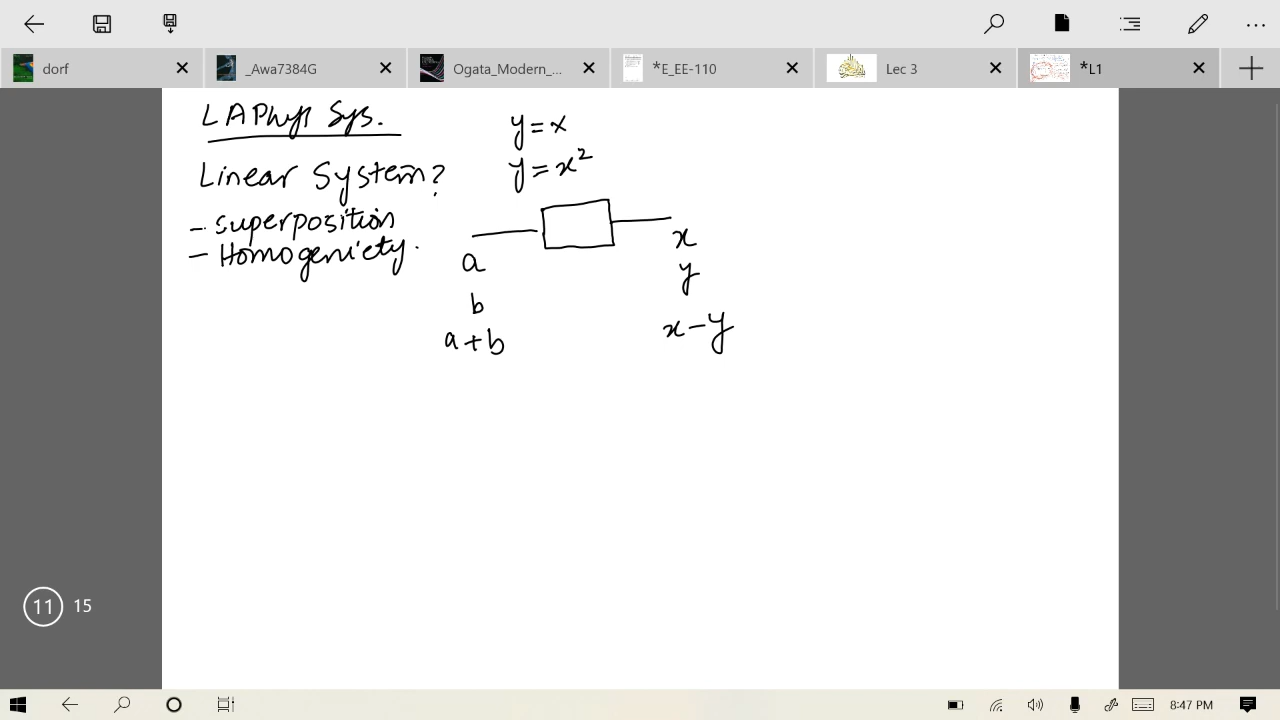 dorf
_Awa7384G
Ogata_Modern_...
*E_EE-110
Lec 3
*L1
LAPhys Sys.
Linear System?
- superposition
- Homogeniety.
y = x
y = x²
a
b
a + b
x
y
x - y
11 15
8:47 PM